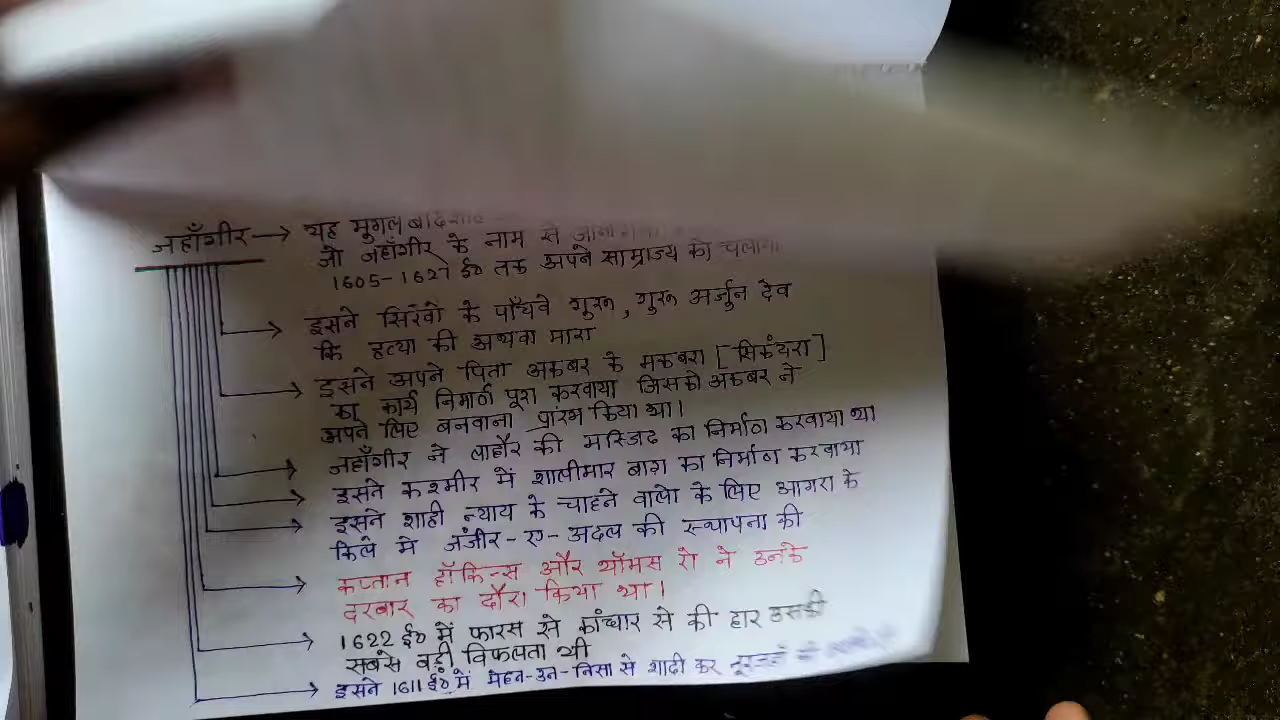 जहाँगीर → यह मुगल बादशाह
जो जहाँगीर के नाम से
1605-1627 ई० तक अपने साम्राज्य को चलाया
इसने सिखों के पाँचवे गुरू, गुरू अर्जुन देव
कि हत्या की अथवा मारा
इसने अपने पिता अकबर के मकबरा [सिकंदरा]
का कार्य निर्माण पूरा करवाया जिसको अकबर ने
अपने लिए बनवाना प्रारंभ किया था।
जहाँगीर ने लाहौर की मस्जिद का निर्माण करवाया था
इसने कश्मीर में शालीमार बाग का निर्माण करवाया
इसने शाही न्याय के चाहने वालो के लिए आगरा के
किले मे जंजीर-ए-अदल की स्थापना की
कप्तान हॉकिन्स और थॉमस रो ने उनके
दरबार का दौरा किया था।
1622 ई० में फारस से कांधार से की हार उसकी
सबसे बड़ी विफलता थी
इसने 1611 ई० में मेहन-उन-निसा से शादी कर